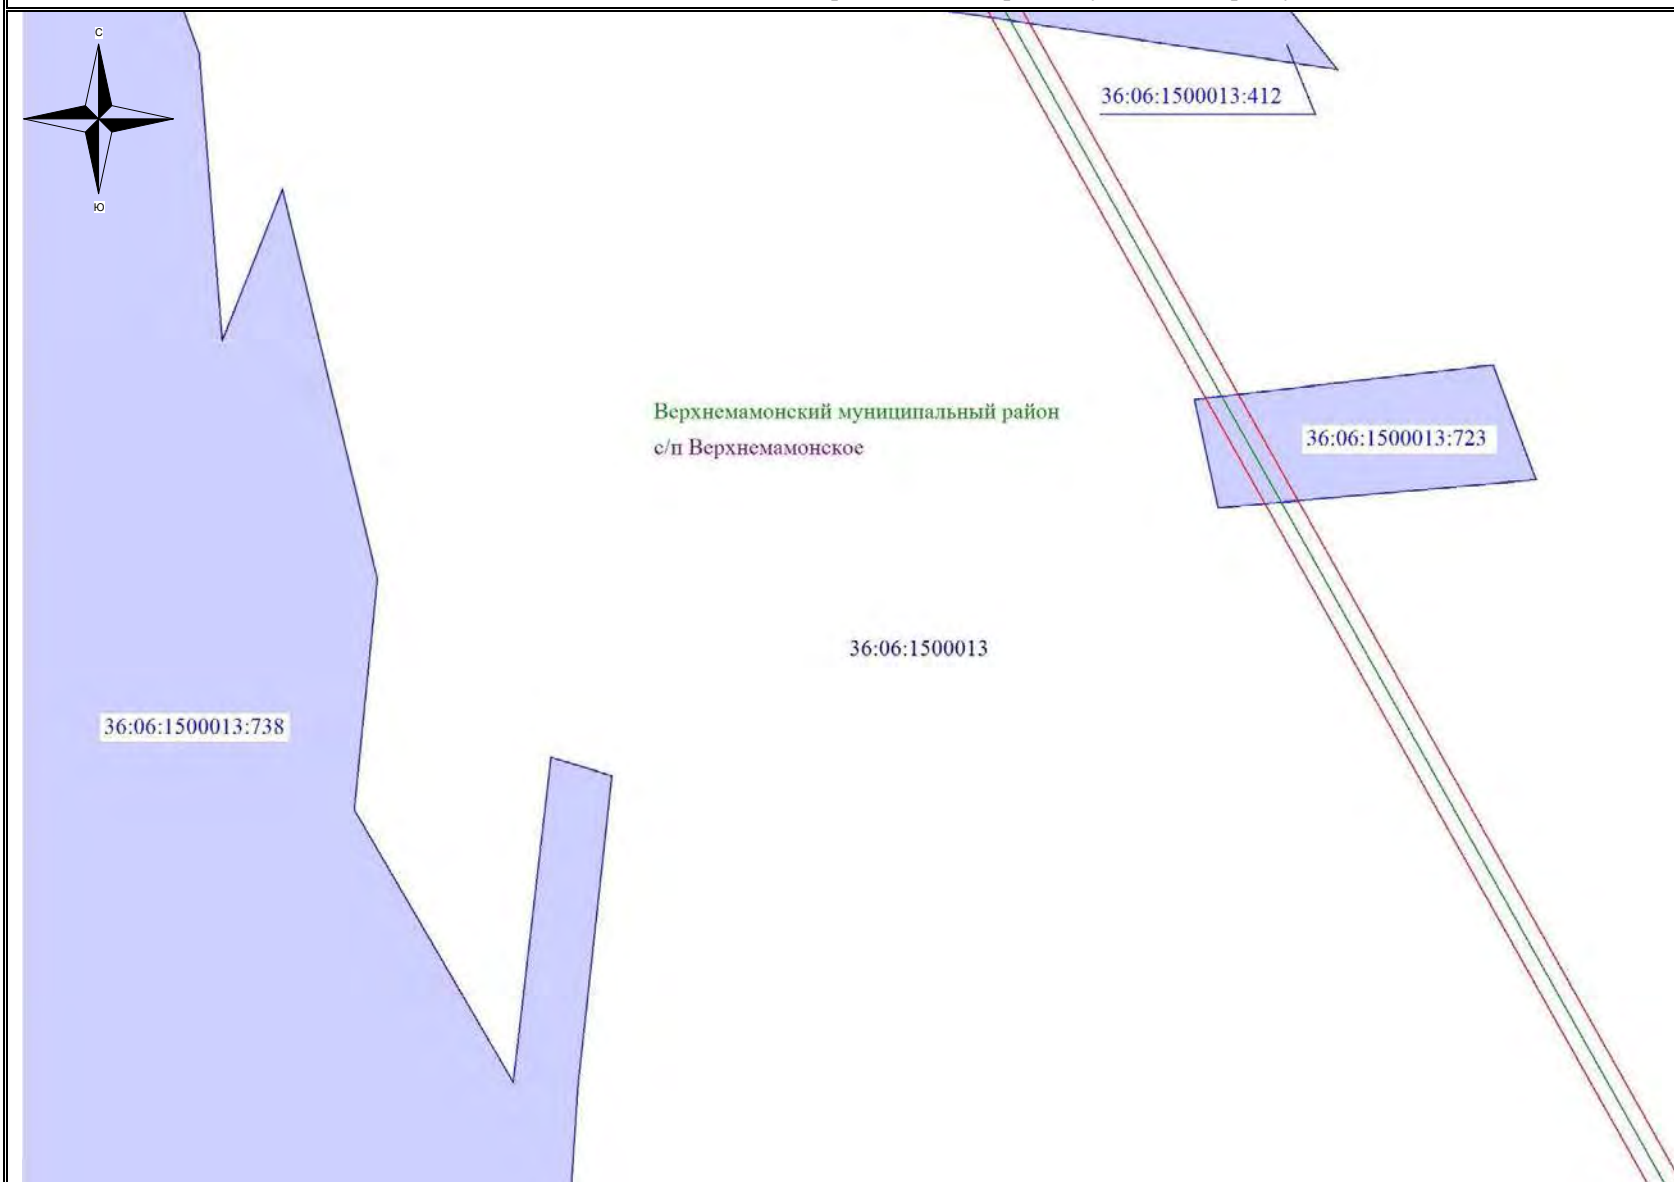 С
Ю
36:06:1500013:412
Верхнемамонский муниципальный район
с/п Верхнемамонское
36:06:1500013:723
36:06:1500013
36:06:1500013:738